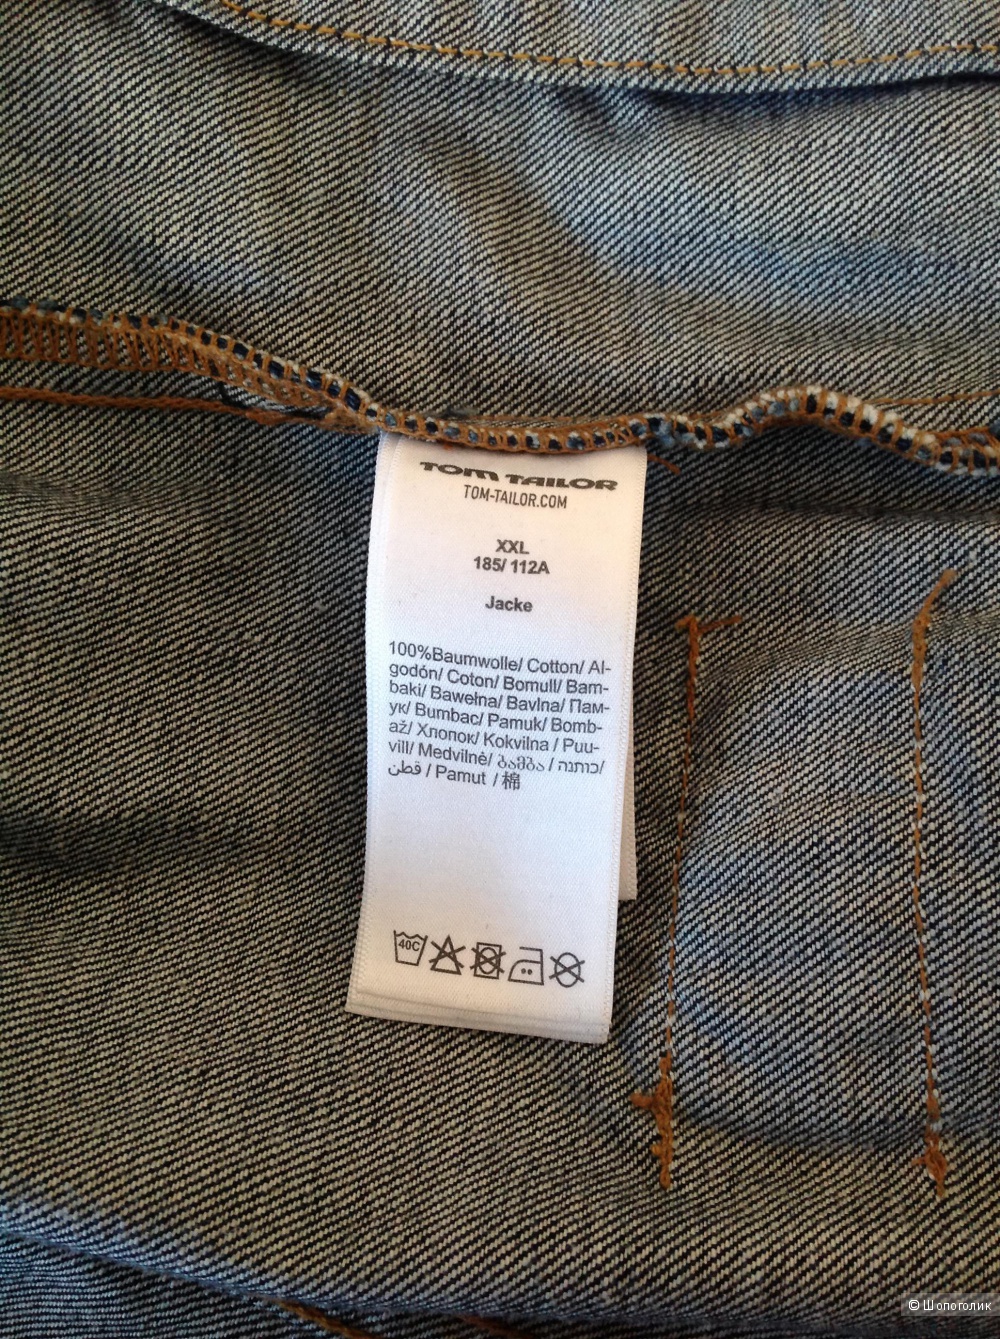 TOM TAILOR
TOM-TAILOR.COM
XXL
185/ 112A
Jacke
100%Baumwolle/ Cotton/ Al-
godón/ Coton/ Bomull/ Bam-
baki/ Bawełna/ Bavlna/ Пам-
ук/ Bumbac/ Pamuk/ Bomb-
až/ Хлопок/ Kokvilna / Puu-
vill/ Medvilnė/ ბამბა / כותנה/
قطن / Pamut / 棉
40C
© Шопоголик